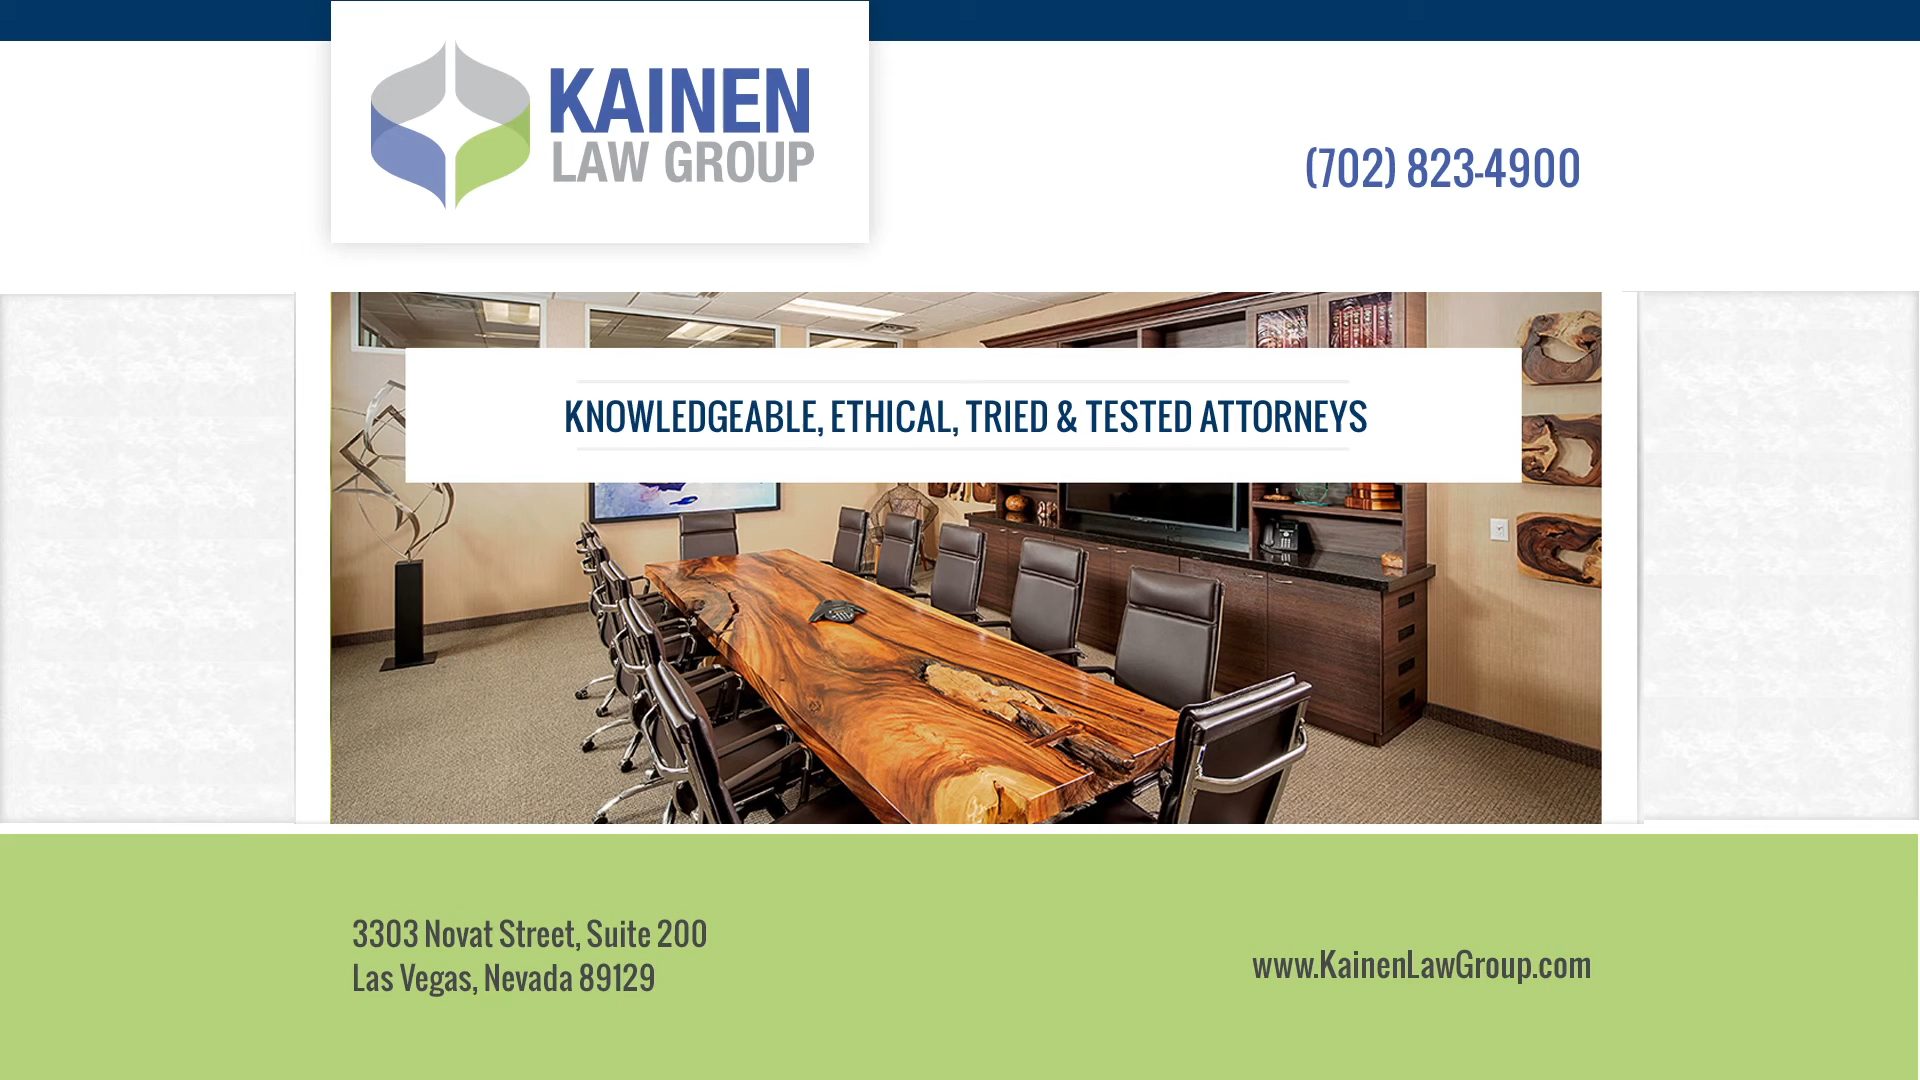 KAINEN
LAW GROUP
(702) 823-4900
KNOWLEDGEABLE, ETHICAL, TRIED & TESTED ATTORNEYS
3303 Novat Street, Suite 200
Las Vegas, Nevada 89129
www.KainenLawGroup.com